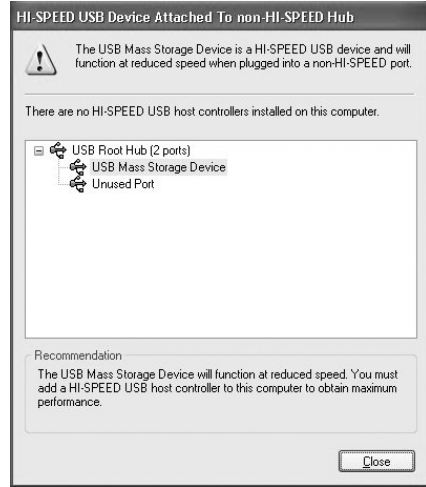 HI-SPEED USB Device Attached To non-HI-SPEED Hub
The USB Mass Storage Device is a HI-SPEED USB device and will
function at reduced speed when plugged into a non-HI-SPEED port.
There are no HI-SPEED USB host controllers installed on this computer.
USB Root Hub (2 ports)
USB Mass Storage Device
Unused Port
Recommendation
The USB Mass Storage Device will function at reduced speed. You must
add a HI-SPEED USB host controller to this computer to obtain maximum
performance.
Close